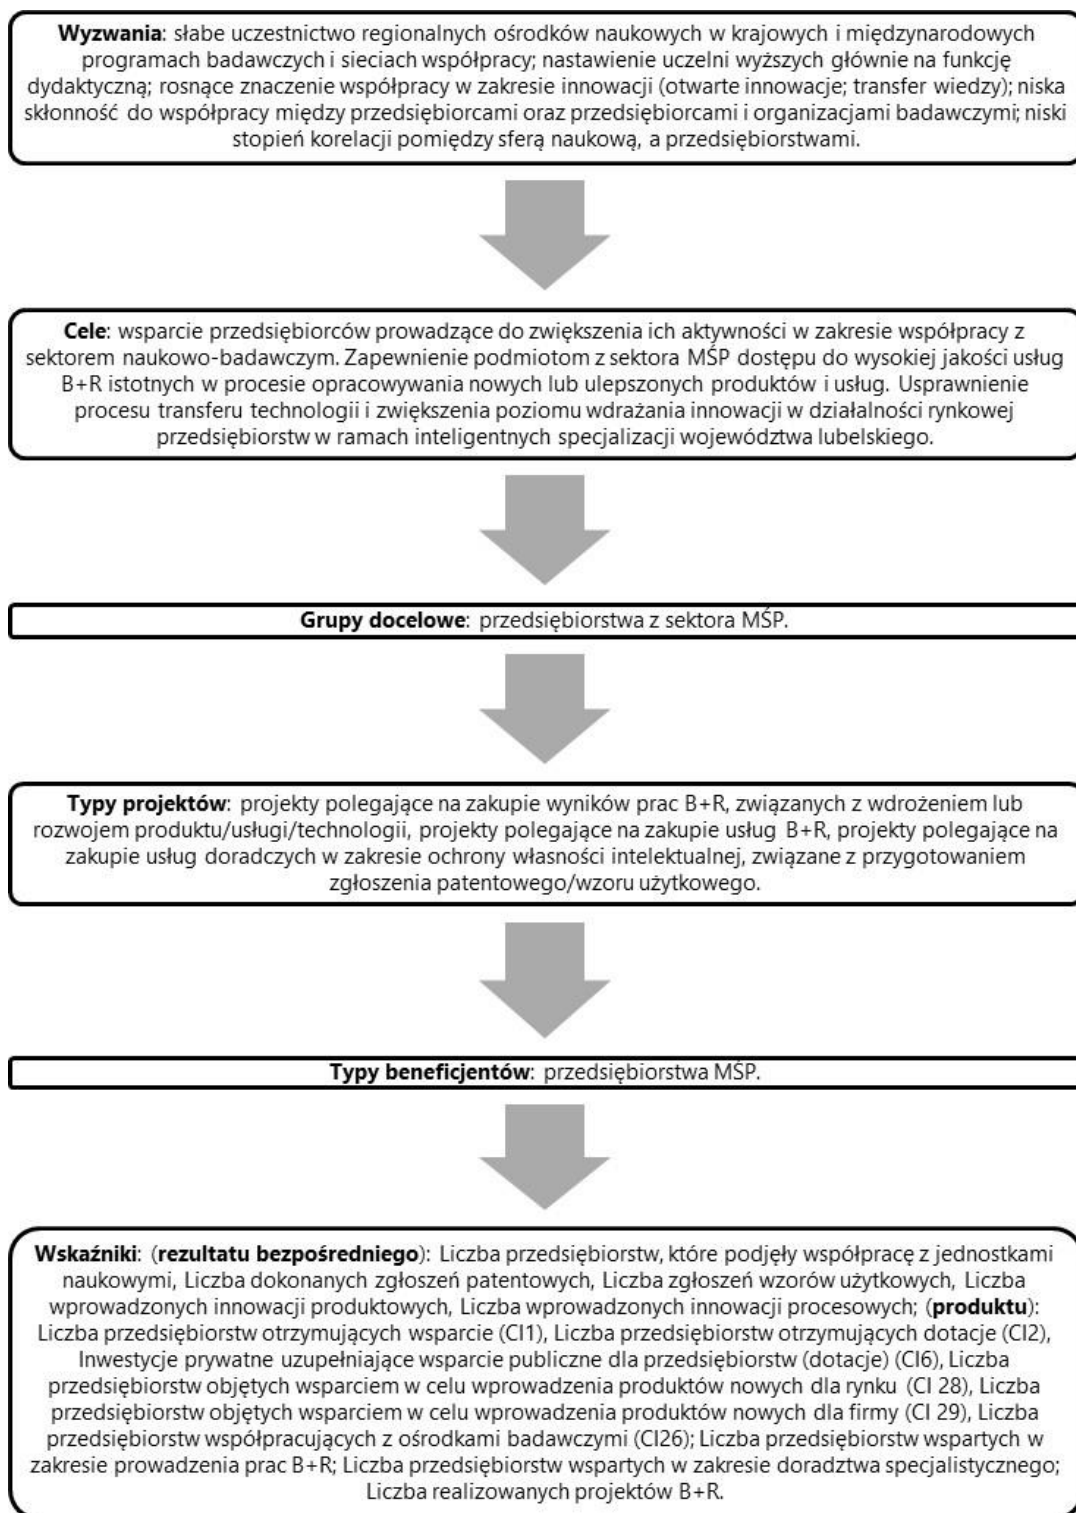 Wyzwania: słabe uczestnictwo regionalnych ośrodków naukowych w krajowych i międzynarodowych
programach badawczych i sieciach współpracy; nastawienie uczelni wyższych głównie na funkcję
dydaktyczną; rosnące znaczenie współpracy w zakresie innowacji (otwarte innowacje; transfer wiedzy); niska
skłonność do współpracy między przedsiębiorcami oraz przedsiębiorcami i organizacjami badawczymi; niski
stopień korelacji pomiędzy sferą naukową, a przedsiębiorstwami.
Cele: wsparcie przedsiębiorców prowadzące do zwiększenia ich aktywności w zakresie współpracy z
sektorem naukowo-badawczym. Zapewnienie podmiotom z sektora MŚP dostępu do wysokiej jakości usług
B+R istotnych w procesie opracowywania nowych lub ulepszonych produktów i usług. Usprawnienie
procesu transferu technologii i zwiększenia poziomu wdrażania innowacji w działalności rynkowej
przedsiębiorstw w ramach inteligentnych specjalizacji województwa lubelskiego.
Grupy docelowe: przedsiębiorstwa z sektora MŚP.
Typy projektów: projekty polegające na zakupie wyników prac B+R, związanych z wdrożeniem lub
rozwojem produktu/usługi/technologii, projekty polegające na zakupie usług B+R, projekty polegające na
zakupie usług doradczych w zakresie ochrony własności intelektualnej, związane z przygotowaniem
zgłoszenia patentowego/wzoru użytkowego.
Typy beneficjentów: przedsiębiorstwa MŚP.
Wskaźniki: (rezultatu bezpośredniego): Liczba przedsiębiorstw, które podjęły współpracę z jednostkami
naukowymi, Liczba dokonanych zgłoszeń patentowych, Liczba zgłoszeń wzorów użytkowych, Liczba
wprowadzonych innowacji produktowych, Liczba wprowadzonych innowacji procesowych; (produktu):
Liczba przedsiębiorstw otrzymujących wsparcie (CI1), Liczba przedsiębiorstw otrzymujących dotacje (CI2),
Inwestycje prywatne uzupełniające wsparcie publiczne dla przedsiębiorstw (dotacje) (CI6), Liczba
przedsiębiorstw objętych wsparciem w celu wprowadzenia produktów nowych dla rynku (CI 28), Liczba
przedsiębiorstw objętych wsparciem w celu wprowadzenia produktów nowych dla firmy (CI 29), Liczba
przedsiębiorstw współpracujących z ośrodkami badawczymi (CI26); Liczba przedsiębiorstw wspartych w
zakresie prowadzenia prac B+R; Liczba przedsiębiorstw wspartych w zakresie doradztwa specjalistycznego;
Liczba realizowanych projektów B+R.